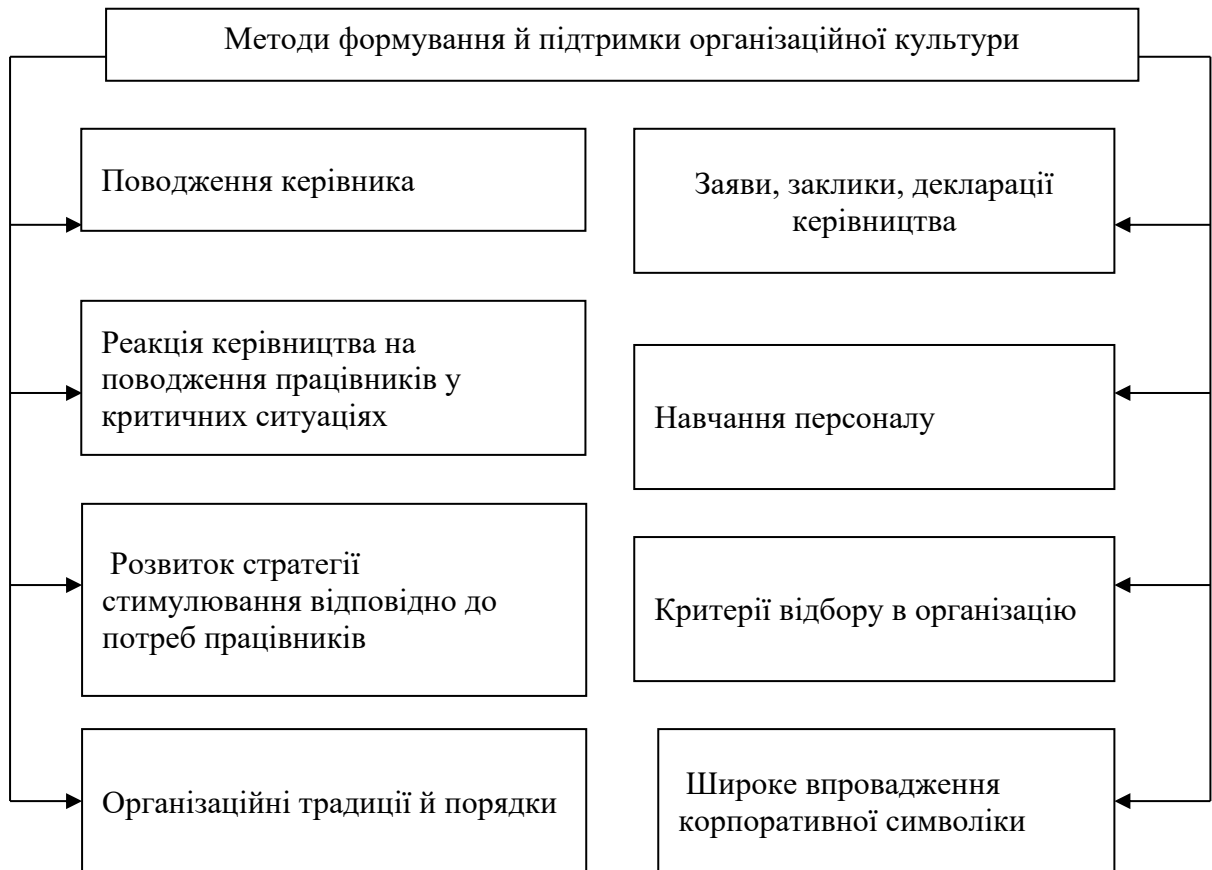 Методи формування й підтримки організаційної культури
Поводження керівника
Заяви, заклики, декларації
керівництва
Реакція керівництва на
поводження працівників у
критичних ситуаціях
Навчання персоналу
Розвиток стратегії
стимулювання відповідно до
потреб працівників
Критерії відбору в організацію
Організаційні традиції й порядки
Широке впровадження
корпоративної символіки